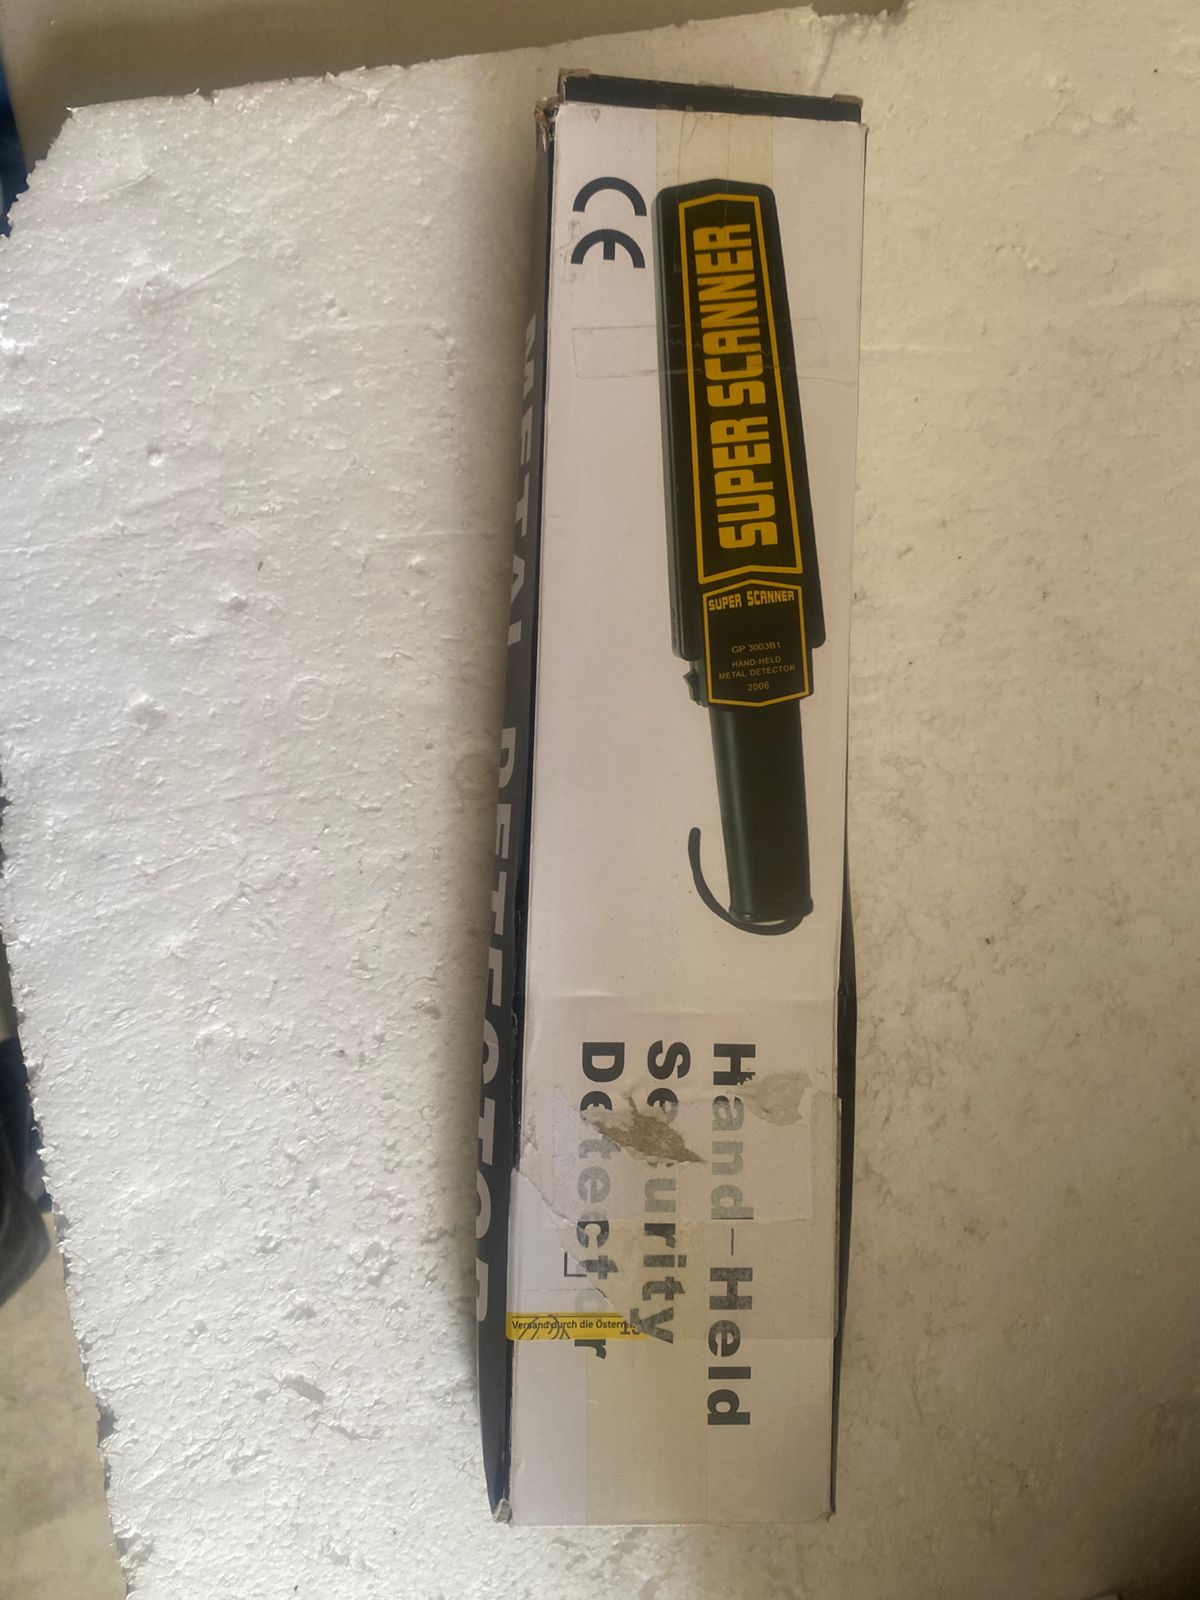 CE
SUPER SCANNER
SUPER SCANNER
GP 3003B1
HAND-HELD
METAL DETECTOR
2006
Hand-Held
Security
Detector
METAL DETECTOR
Versand durch die Österre